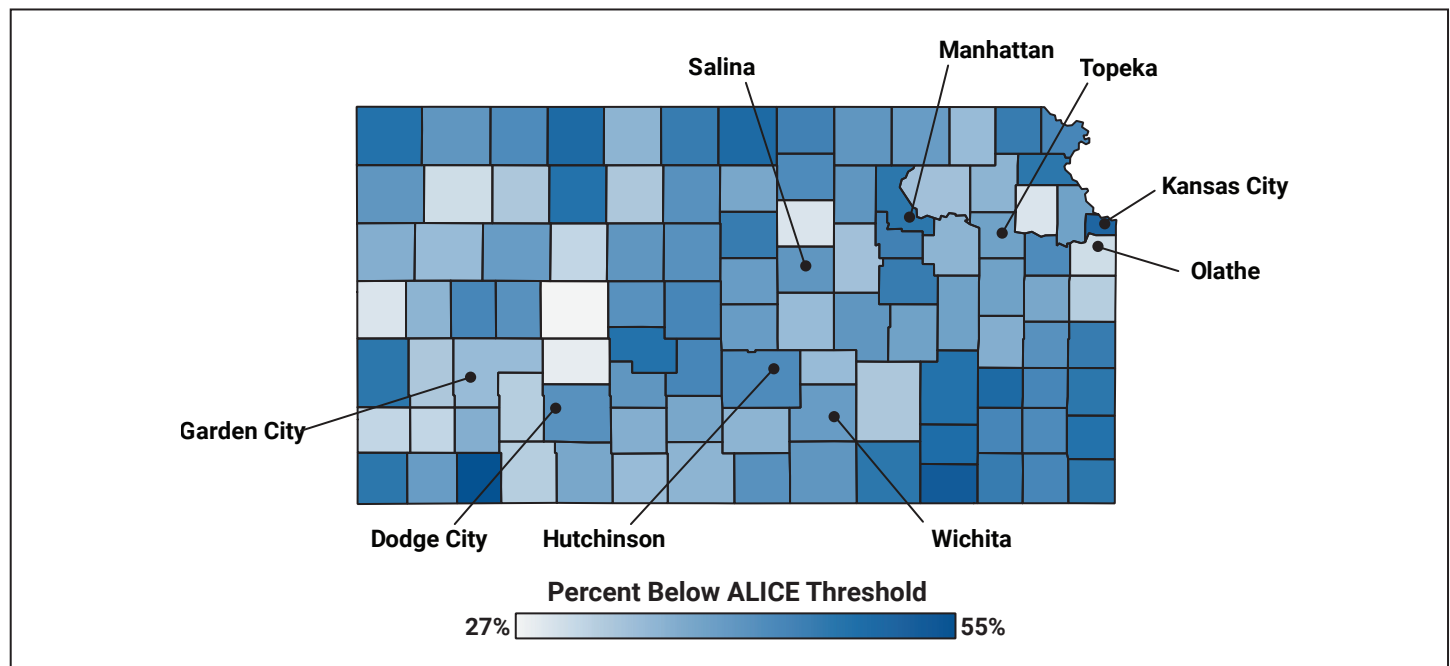 Manhattan
Salina
Topeka
Kansas City
Olathe
Garden City
Dodge City
Hutchinson
Wichita
Percent Below ALICE Threshold
27%
55%